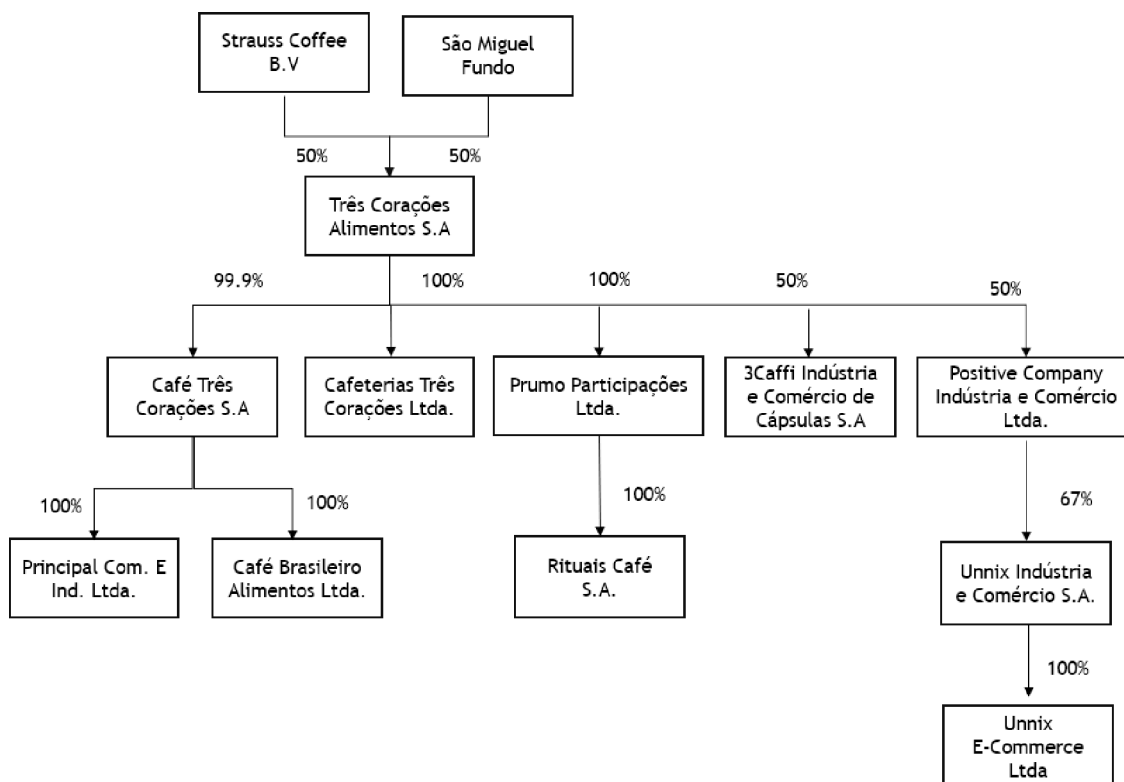 Strauss Coffee
B.V
São Miguel
Fundo
50%
50%
Três Corações
Alimentos S.A
99.9%
100%
100%
50%
50%
Café Três
Corações S.A
Cafeterias Três
Corações Ltda.
Prumo Participações
Ltda.
3Caffi Indústria
e Comércio de
Cápsulas S.A
Positive Company
Indústria e Comércio
Ltda.
100%
100%
100%
67%
Principal Com. E
Ind. Ltda.
Café Brasileiro
Alimentos Ltda.
Rituais Café
S.A.
Unnix Indústria
e Comércio S.A.
100%
Unnix
E-Commerce
Ltda